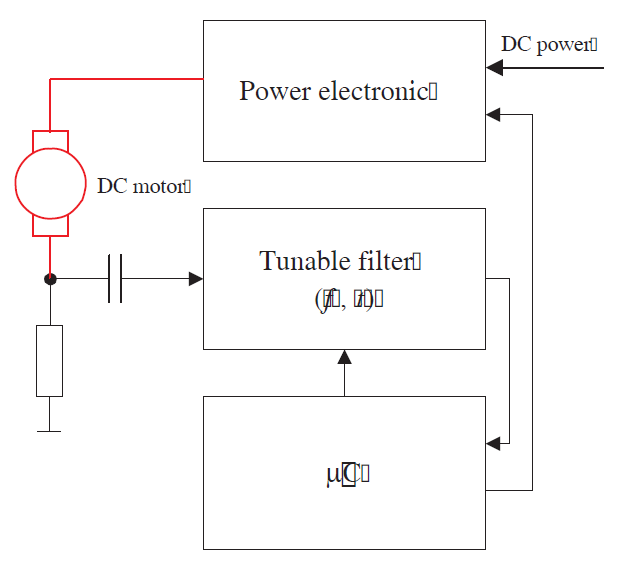 DC power
Power electronic
DC motor
Tunable filter
(f, t)
μC